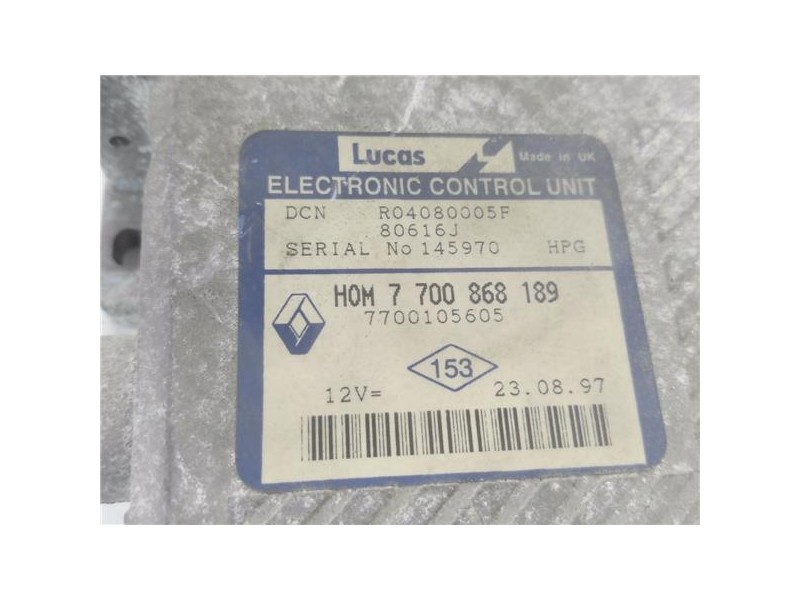 Lucas Made in UK
ELECTRONIC CONTROL UNIT
DCN R04080005F
80616J
SERIAL No 145970 HPG
HOM 7 700 868 189
7700105605
153
12V= 23.08.97